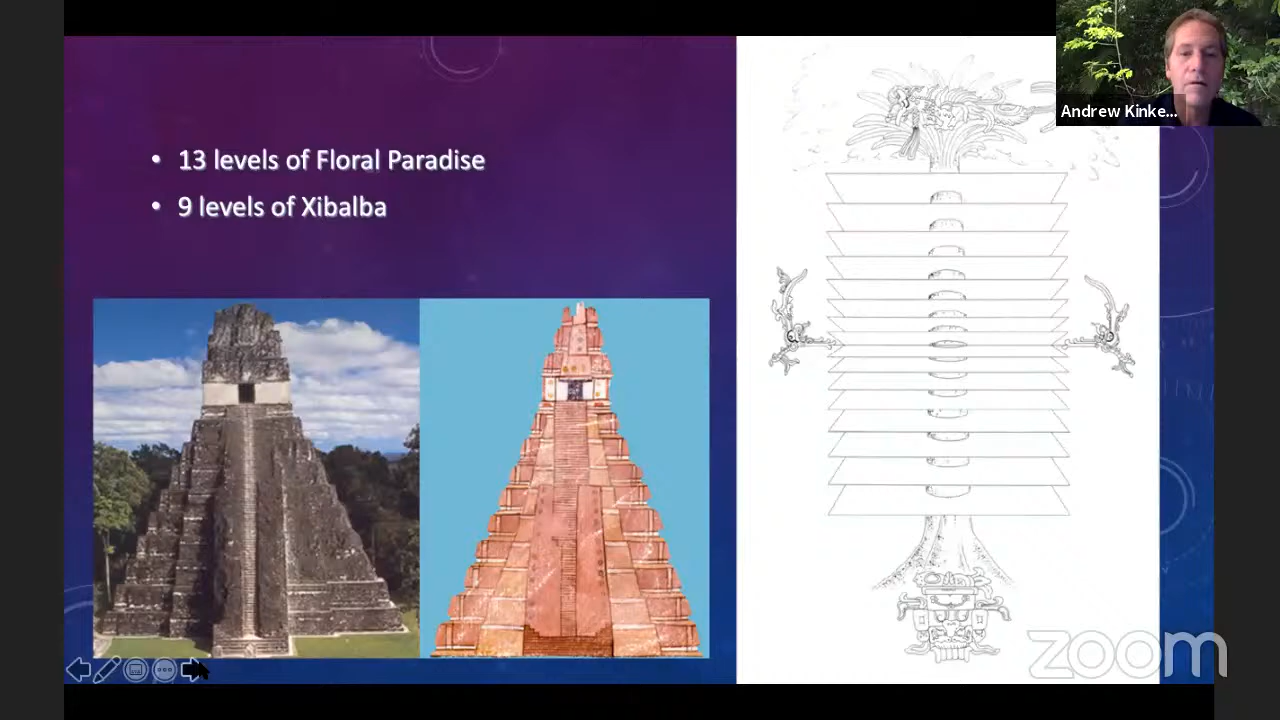 Andrew Kinke...
• 13 levels of Floral Paradise
• 9 levels of Xibalba
zoom